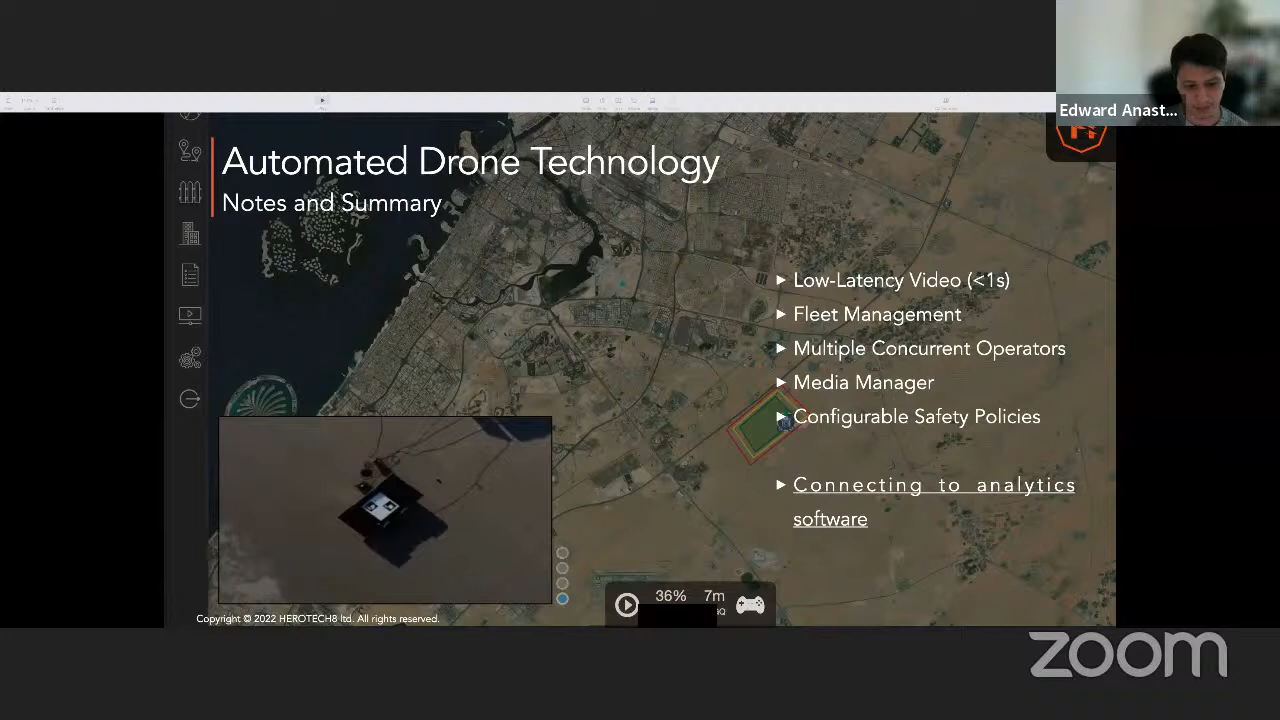 Edward Anast...
Automated Drone Technology
Notes and Summary
Low-Latency Video (<1s)
Fleet Management
Multiple Concurrent Operators
Media Manager
Configurable Safety Policies
Connecting to analytics
software
36% 7m
Copyright © 2022 HEROTECH8 ltd. All rights reserved.
zoom